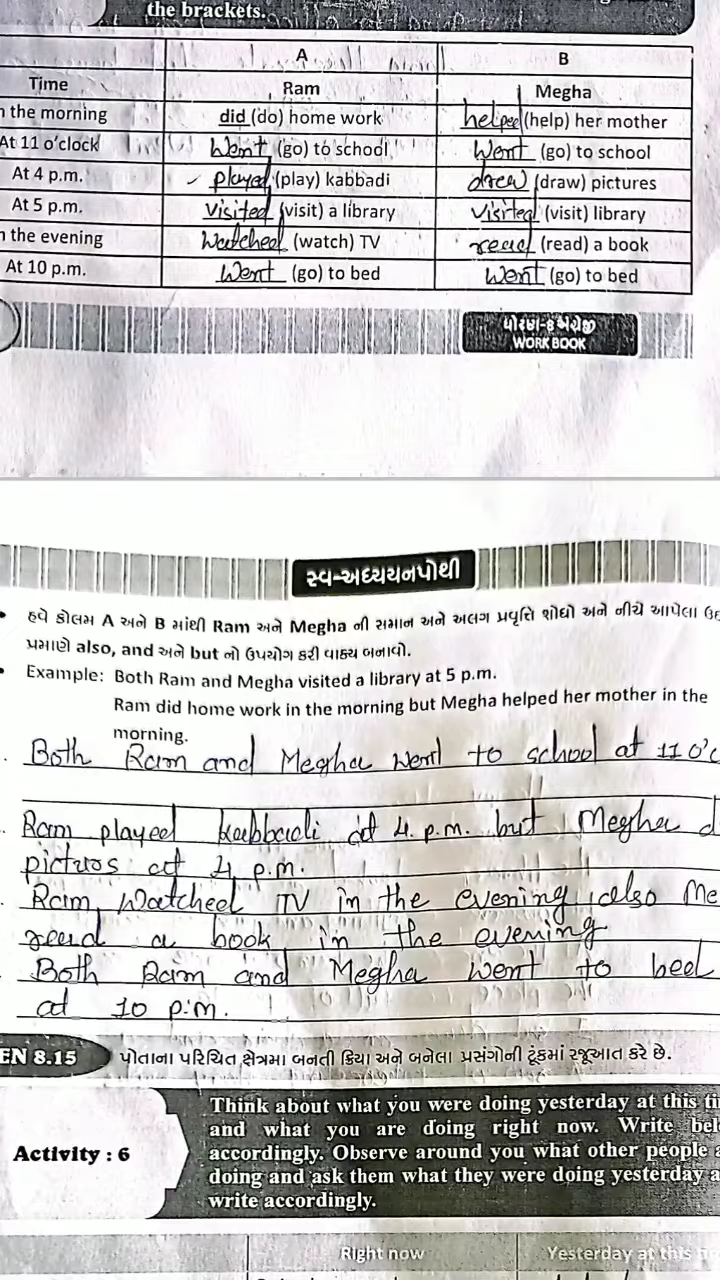 the brackets.
A B
Time Ram Megha
the morning did (do) home work helped (help) her mother
At 11 o'clock Went (go) to school Went (go) to school
At 4 p.m. played (play) kabbadi drew (draw) pictures
At 5 p.m. Visited (visit) a library Visited (visit) library
the evening Watched (watch) TV read (read) a book
At 10 p.m. Went (go) to bed Went (go) to bed
ધોરણ-8 અંગ્રેજી
WORK BOOK
સ્વ-અધ્યયનપોથી
• હવે કોલમ A અને B માંથી Ram અને Megha ની સમાન અને અલગ પ્રવૃત્તિ શોધો અને નીચે આપેલા
પ્રમાણે also, and અને but નો ઉપયોગ કરી વાક્ય બનાવો.
• Example: Both Ram and Megha visited a library at 5 p.m.
Ram did home work in the morning but Megha helped her mother in the
morning.
Both Ram and Megha went to school at 11 o'c
Ram played kabbadi at 4. p.m. but Megha d
pictuos at 4 p.m.
Ram Watched TV in the evening also Me
read a book in the evening
Both Ram and Megha went to bed
at 10 p.m.
EN 8.15 પોતાના પરિચિત ક્ષેત્રમા બનતી ક્રિયા અને બનેલા પ્રસંગોની ટૂંકમાં રજૂઆત કરે છે.
Think about what you were doing yesterday at this ti
and what you are doing right now. Write bel
Activity : 6 accordingly. Observe around you what other people a
doing and ask them what they were doing yesterday a
write accordingly.
Right now Yesterday at this ti